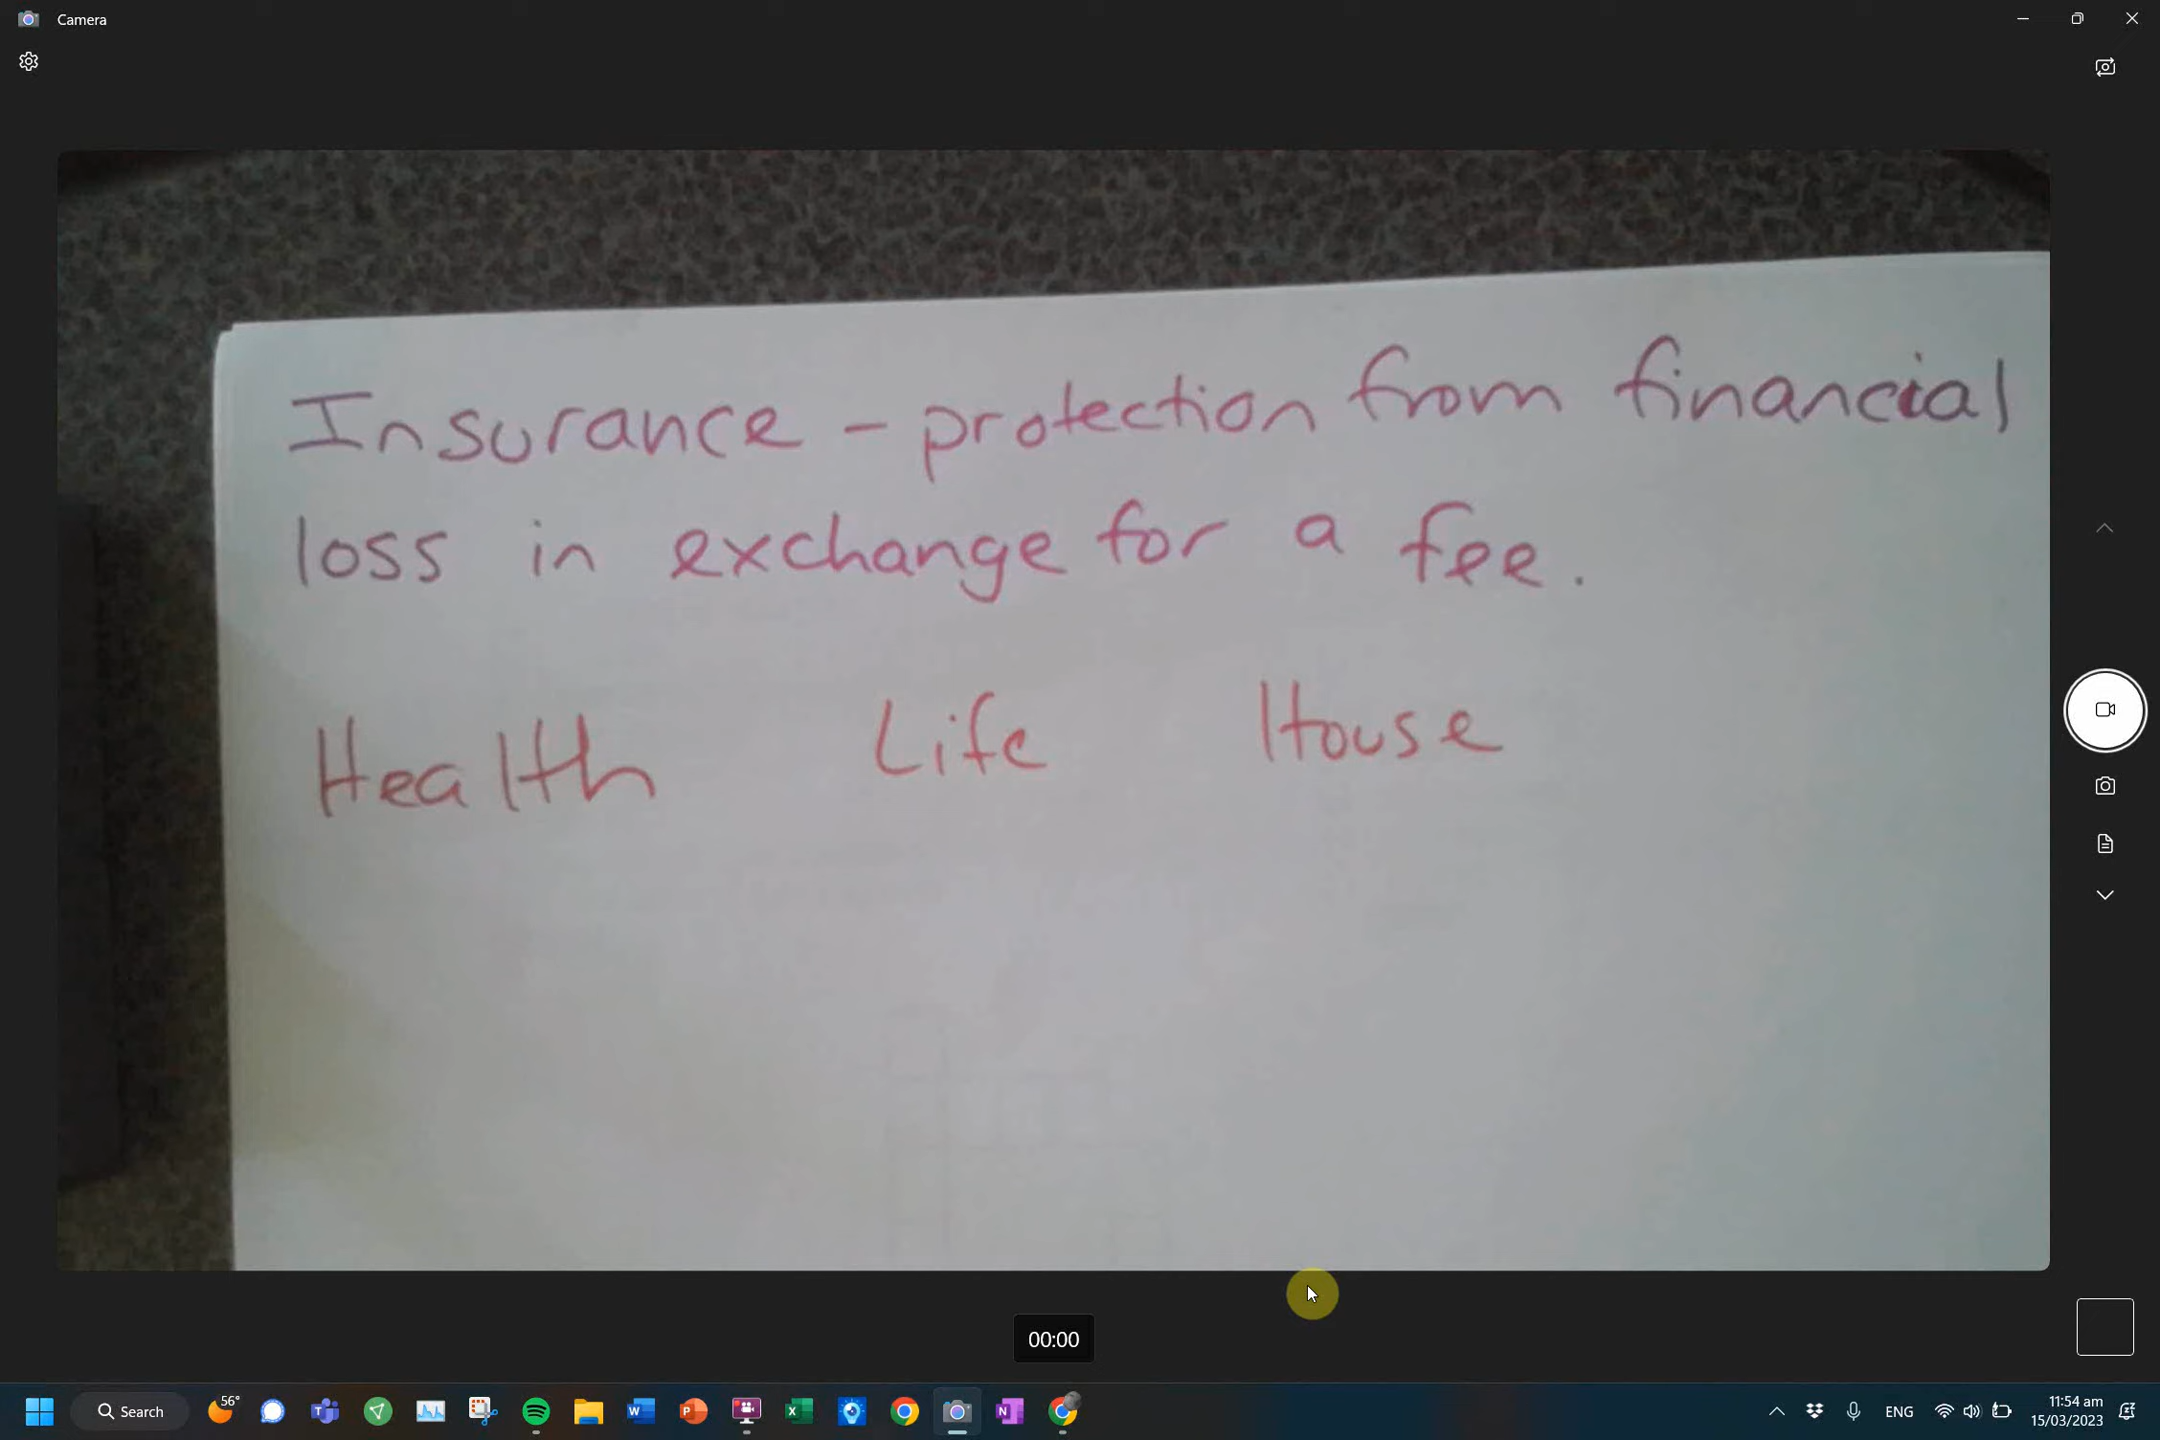 Camera
Insurance - protection from financial
loss in exchange for a fee.
Health Life House
00:00
Search
56°
ENG
11:54 am
15/03/2023